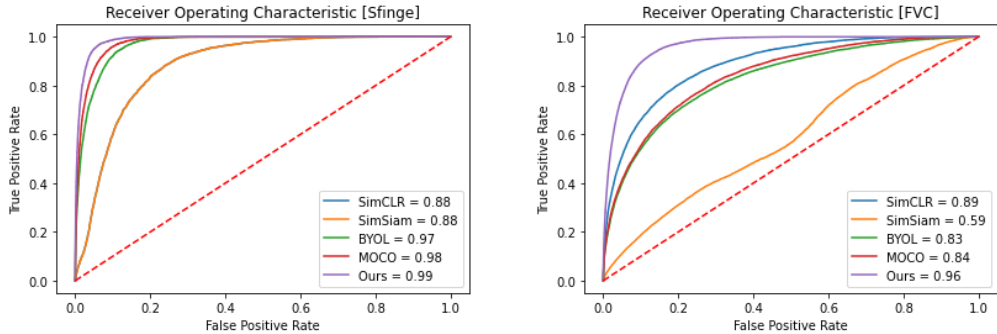 Receiver Operating Characteristic [Sfinge]
1.0
0.8
0.6
0.4
0.2
0.0
True Positive Rate
SimCLR = 0.88
SimSiam = 0.88
BYOL = 0.97
MOCO = 0.98
Ours = 0.99
0.0 0.2 0.4 0.6 0.8 1.0
False Positive Rate
Receiver Operating Characteristic [FVC]
1.0
0.8
0.6
0.4
0.2
0.0
True Positive Rate
SimCLR = 0.89
SimSiam = 0.59
BYOL = 0.83
MOCO = 0.84
Ours = 0.96
0.0 0.2 0.4 0.6 0.8 1.0
False Positive Rate